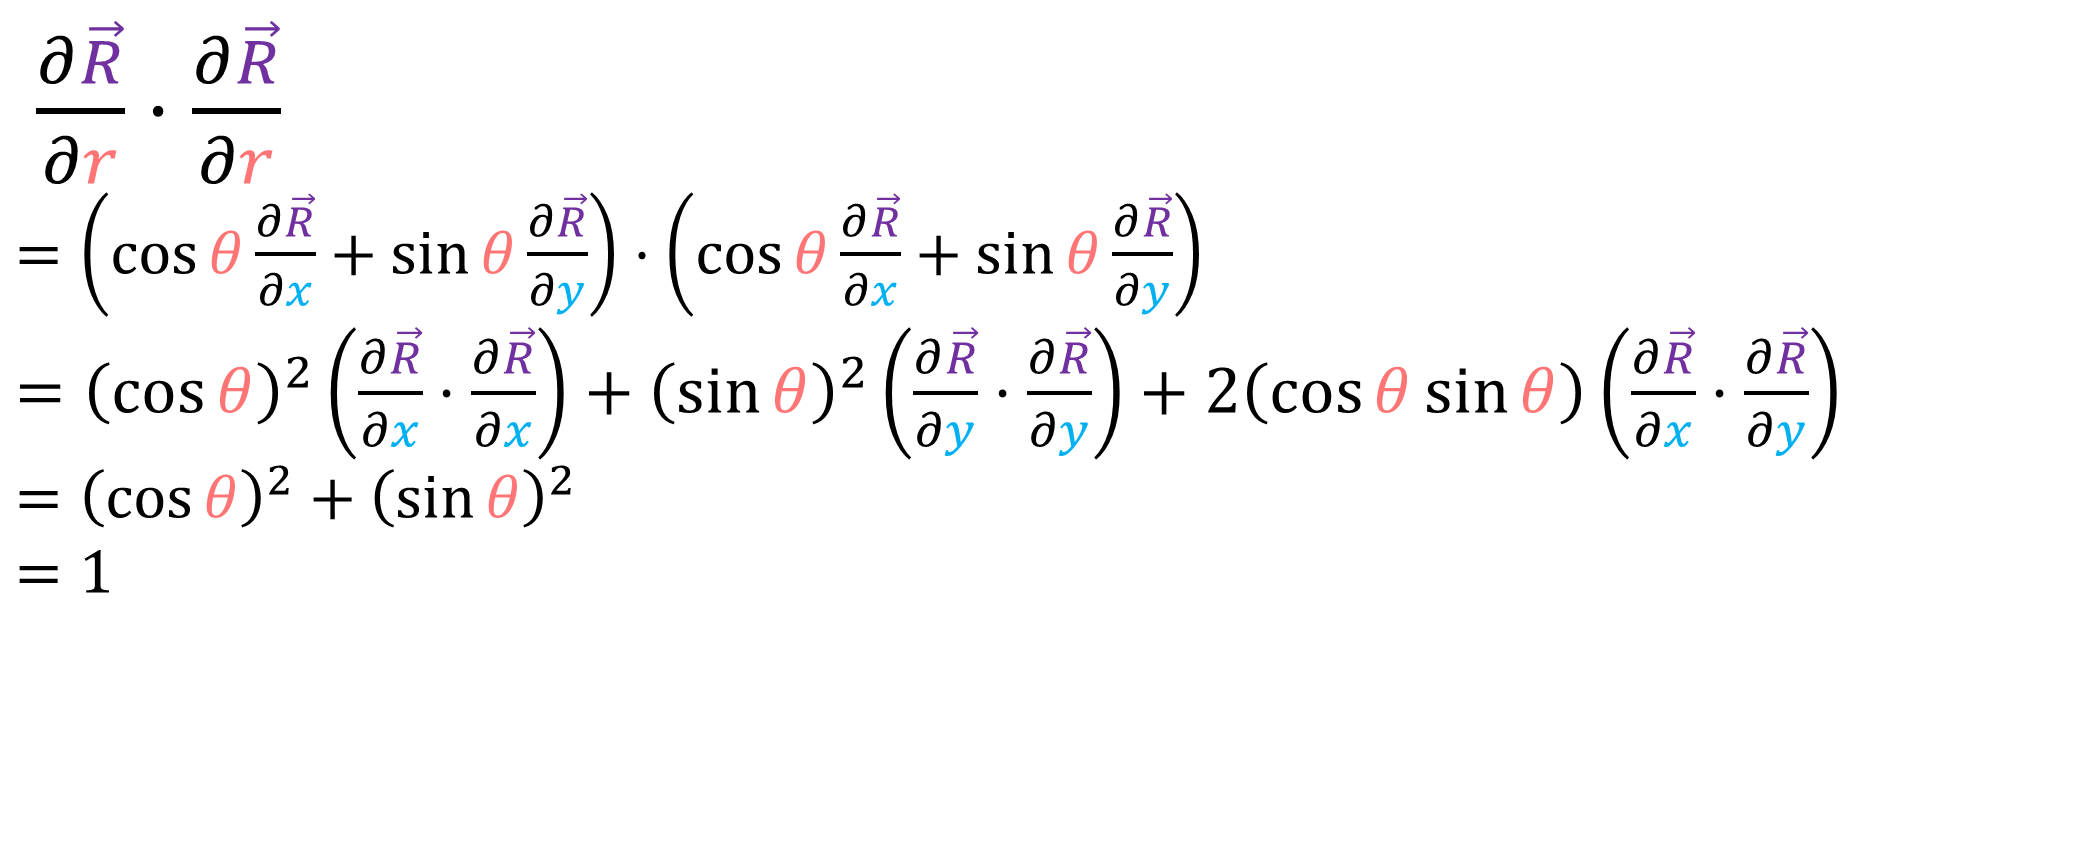 ∂R⃗/∂r · ∂R⃗/∂r
= (cos θ ∂R⃗/∂x + sin θ ∂R⃗/∂y) · (cos θ ∂R⃗/∂x + sin θ ∂R⃗/∂y)
= (cos θ)² (∂R⃗/∂x · ∂R⃗/∂x) + (sin θ)² (∂R⃗/∂y · ∂R⃗/∂y) + 2(cos θ sin θ) (∂R⃗/∂x · ∂R⃗/∂y)
= (cos θ)² + (sin θ)²
= 1